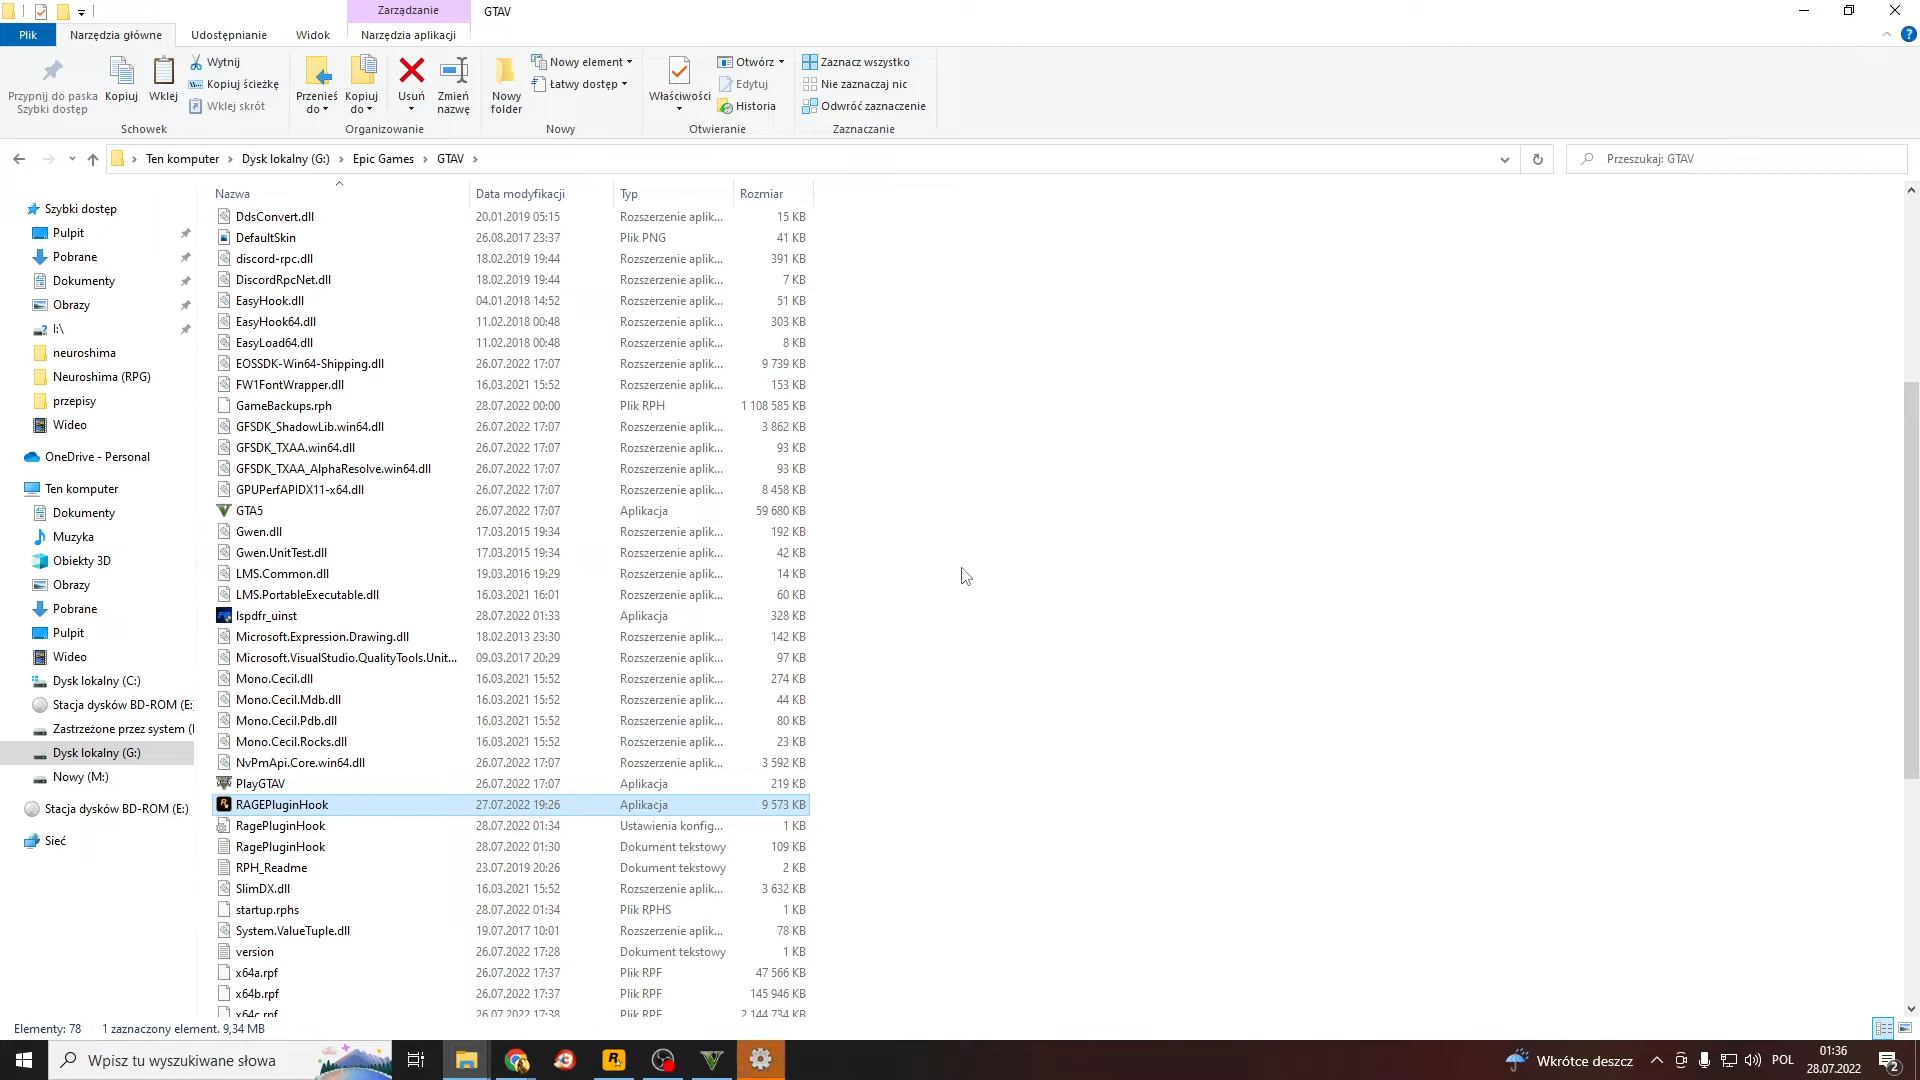 Zarządzanie GTAV
Plik Narzędzia główne Udostępnianie Widok Narzędzia aplikacji
Przypnij do paska Szybki dostęp
Kopiuj
Wklej
Wytnij
Kopiuj ścieżkę
Wklej skrót
Schowek
Przenieś do
Kopiuj do
Usuń
Zmień nazwę
Organizowanie
Nowy folder
Nowy element
Łatwy dostęp
Nowy
Właściwości
Otwórz
Edytuj
Historia
Otwieranie
Zaznacz wszystko
Nie zaznaczaj nic
Odwróć zaznaczenie
Zaznaczanie
Ten komputer Dysk lokalny (G:) Epic Games GTAV
Przeszukaj: GTAV
Szybki dostęp
Pulpit
Pobrane
Dokumenty
Obrazy
I:\
neuroshima
Neuroshima (RPG)
przepisy
Wideo
OneDrive - Personal
Ten komputer
Dokumenty
Muzyka
Obiekty 3D
Obrazy
Pobrane
Pulpit
Wideo
Dysk lokalny (C:)
Stacja dysków BD-ROM (E:
Zastrzeżone przez system (
Dysk lokalny (G:)
Nowy (M:)
Stacja dysków BD-ROM (E:)
Sieć
Nazwa Data modyfikacji Typ Rozmiar
DdsConvert.dll 20.01.2019 05:15 Rozszerzenie aplik... 15 KB
DefaultSkin 26.08.2017 23:37 Plik PNG 41 KB
discord-rpc.dll 18.02.2019 19:44 Rozszerzenie aplik... 391 KB
DiscordRpcNet.dll 18.02.2019 19:44 Rozszerzenie aplik... 7 KB
EasyHook.dll 04.01.2018 14:52 Rozszerzenie aplik... 51 KB
EasyHook64.dll 11.02.2018 00:48 Rozszerzenie aplik... 303 KB
EasyLoad64.dll 11.02.2018 00:48 Rozszerzenie aplik... 8 KB
EOSSDK-Win64-Shipping.dll 26.07.2022 17:07 Rozszerzenie aplik... 9 739 KB
FW1FontWrapper.dll 16.03.2021 15:52 Rozszerzenie aplik... 153 KB
GameBackups.rph 28.07.2022 00:00 Plik RPH 1 108 585 KB
GFSDK_ShadowLib.win64.dll 26.07.2022 17:07 Rozszerzenie aplik... 3 862 KB
GFSDK_TXAA.win64.dll 26.07.2022 17:07 Rozszerzenie aplik... 93 KB
GFSDK_TXAA_AlphaResolve.win64.dll 26.07.2022 17:07 Rozszerzenie aplik... 93 KB
GPUPerfAPIDX11-x64.dll 26.07.2022 17:07 Rozszerzenie aplik... 8 458 KB
GTA5 26.07.2022 17:07 Aplikacja 59 680 KB
Gwen.dll 17.03.2015 19:34 Rozszerzenie aplik... 192 KB
Gwen.UnitTest.dll 17.03.2015 19:34 Rozszerzenie aplik... 42 KB
LMS.Common.dll 19.03.2016 19:29 Rozszerzenie aplik... 14 KB
LMS.PortableExecutable.dll 16.03.2021 16:01 Rozszerzenie aplik... 60 KB
lspdfr_uinst 28.07.2022 01:33 Aplikacja 328 KB
Microsoft.Expression.Drawing.dll 18.02.2013 23:30 Rozszerzenie aplik... 142 KB
Microsoft.VisualStudio.QualityTools.Unit... 09.03.2017 20:29 Rozszerzenie aplik... 97 KB
Mono.Cecil.dll 16.03.2021 15:52 Rozszerzenie aplik... 274 KB
Mono.Cecil.Mdb.dll 16.03.2021 15:52 Rozszerzenie aplik... 44 KB
Mono.Cecil.Pdb.dll 16.03.2021 15:52 Rozszerzenie aplik... 80 KB
Mono.Cecil.Rocks.dll 16.03.2021 15:52 Rozszerzenie aplik... 23 KB
NvPmApi.Core.win64.dll 26.07.2022 17:07 Rozszerzenie aplik... 3 592 KB
PlayGTAV 26.07.2022 17:07 Aplikacja 219 KB
RAGEPluginHook 27.07.2022 19:26 Aplikacja 9 573 KB
RagePluginHook 28.07.2022 01:34 Ustawienia konfig... 1 KB
RagePluginHook 28.07.2022 01:30 Dokument tekstowy 109 KB
RPH_Readme 23.07.2019 20:26 Dokument tekstowy 2 KB
SlimDX.dll 16.03.2021 15:52 Rozszerzenie aplik... 3 632 KB
startup.rphs 28.07.2022 01:34 Plik RPHS 1 KB
System.ValueTuple.dll 19.07.2017 10:01 Rozszerzenie aplik... 78 KB
version 26.07.2022 17:28 Dokument tekstowy 1 KB
x64a.rpf 26.07.2022 17:37 Plik RPF 47 566 KB
x64b.rpf 26.07.2022 17:37 Plik RPF 145 946 KB
x64c.rpf 26.07.2022 17:38 Plik RPF 2 144 734 KB
Elementy: 78 1 zaznaczony element. 9,34 MB
Wpisz tu wyszukiwane słowa
Wkrótce deszcz
POL
01:36
28.07.2022
2